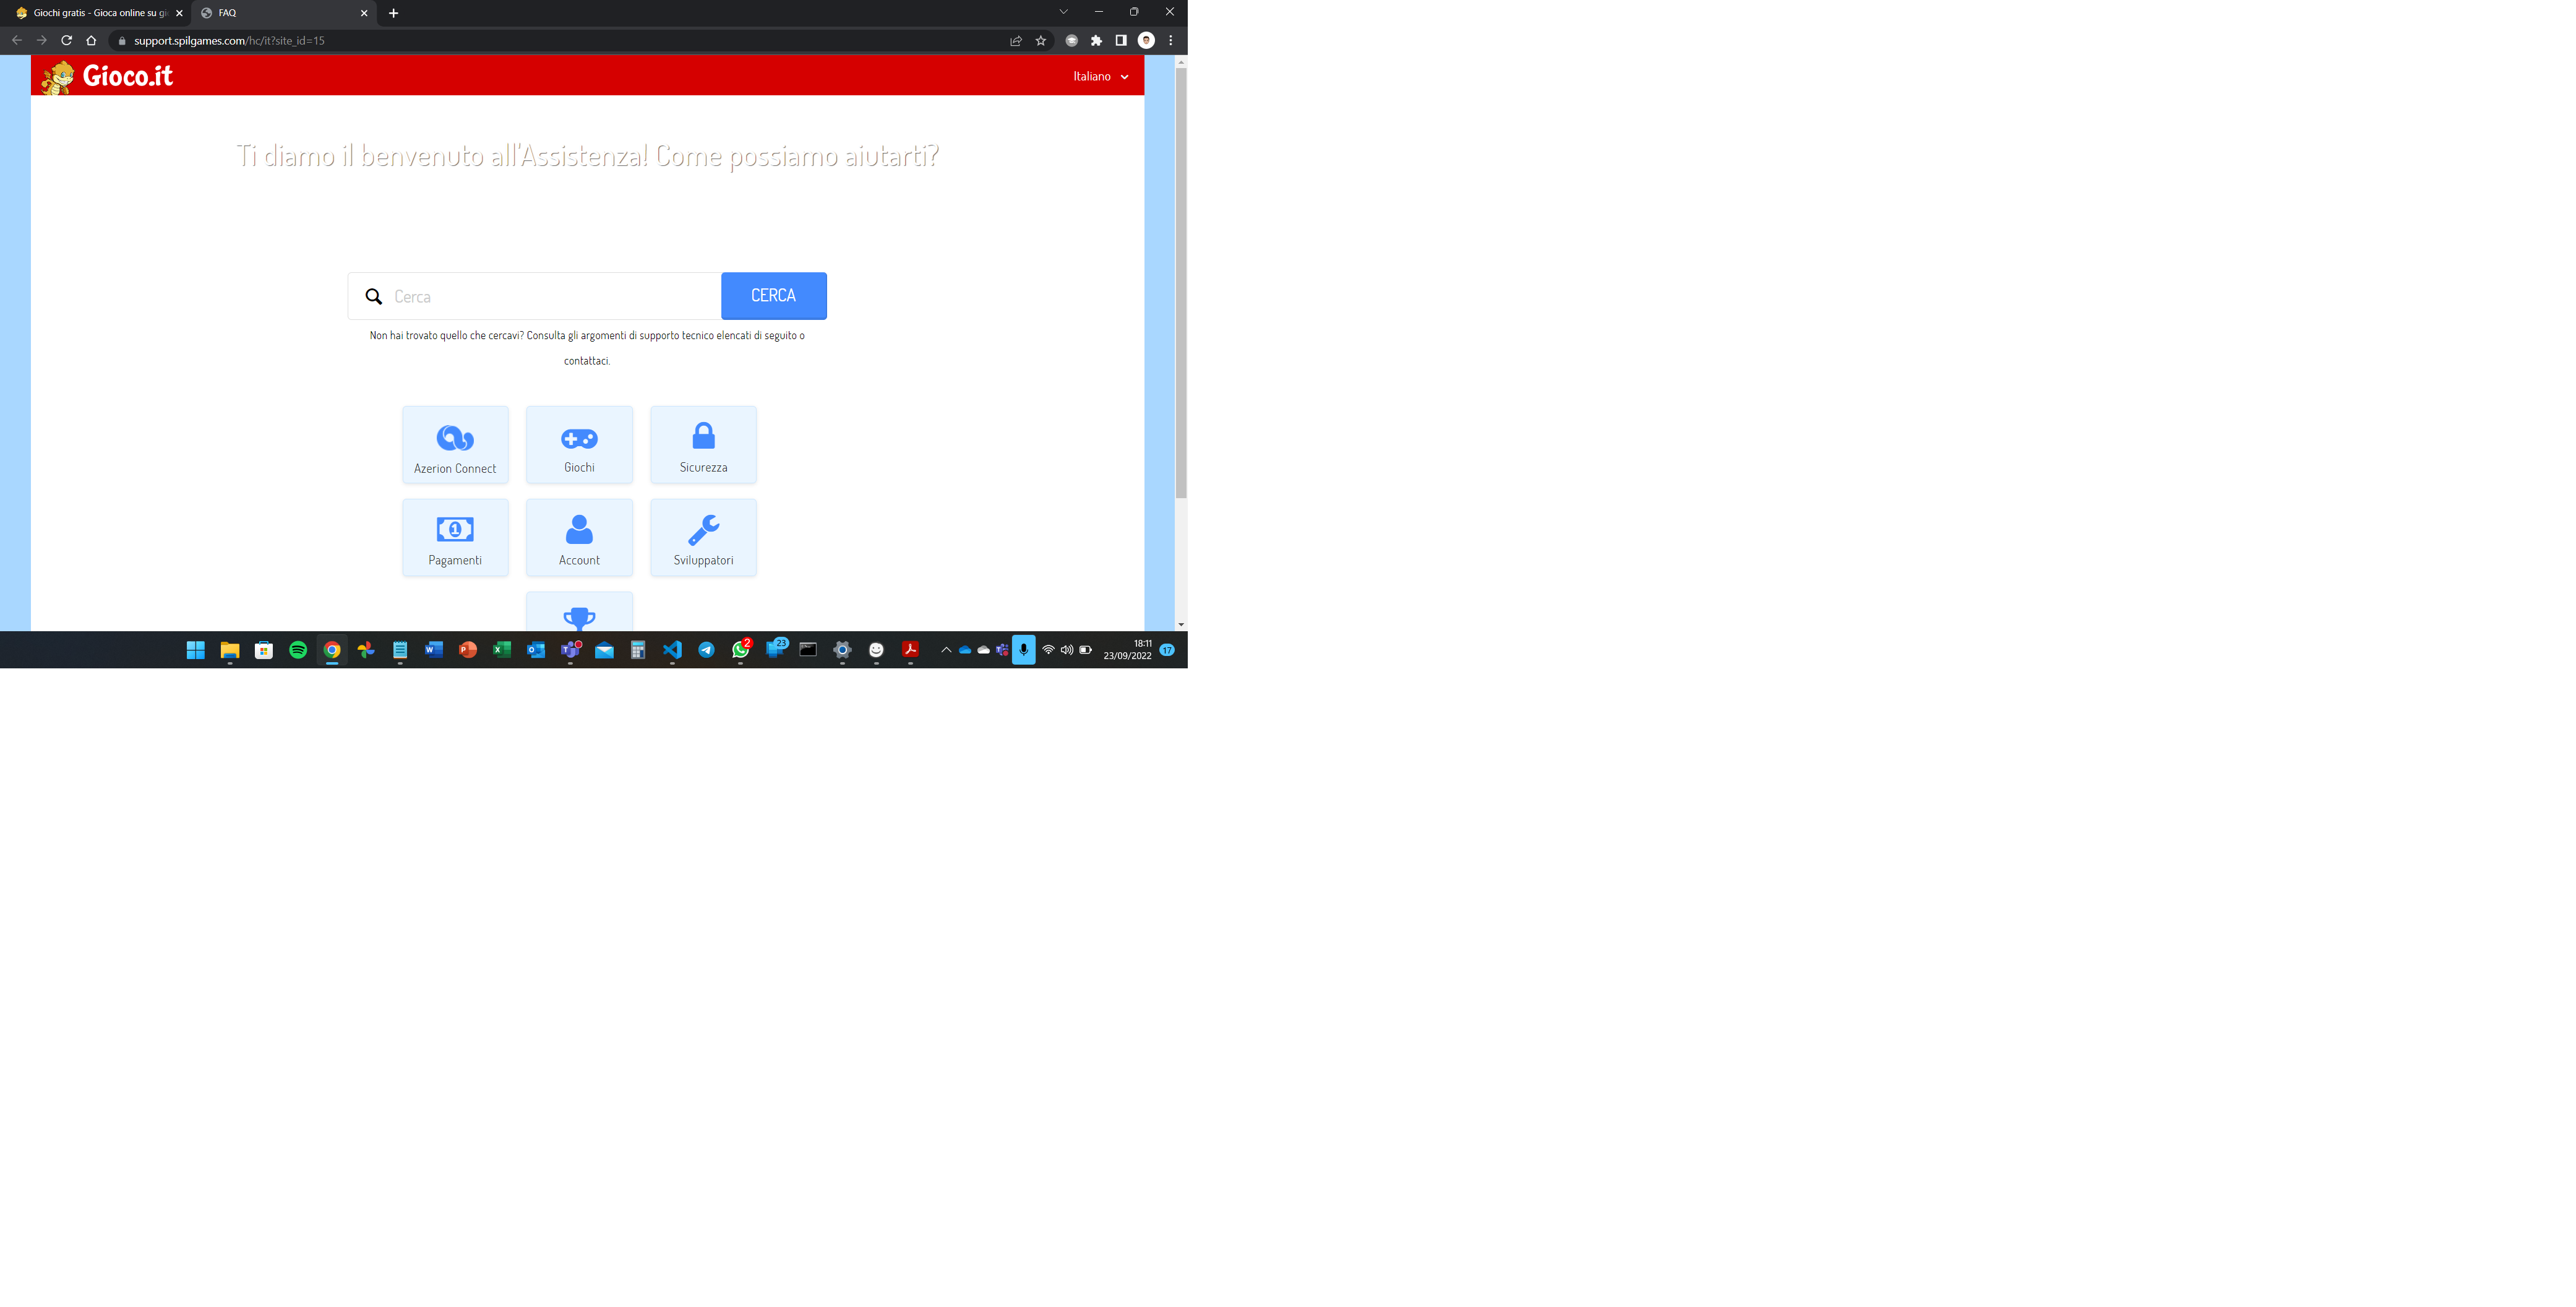 Giochi gratis - Gioca online su gi
FAQ
support.spilgames.com/hc/it?site_id=15
Gioco.it
Italiano
Ti diamo il benvenuto all'Assistenza! Come possiamo aiutarti?
Cerca
CERCA
Non hai trovato quello che cercavi? Consulta gli argomenti di supporto tecnico elencati di seguito o
contattaci.
Azerion Connect
Giochi
Sicurezza
Pagamenti
Account
Sviluppatori
2
23
18:11
23/09/2022
17